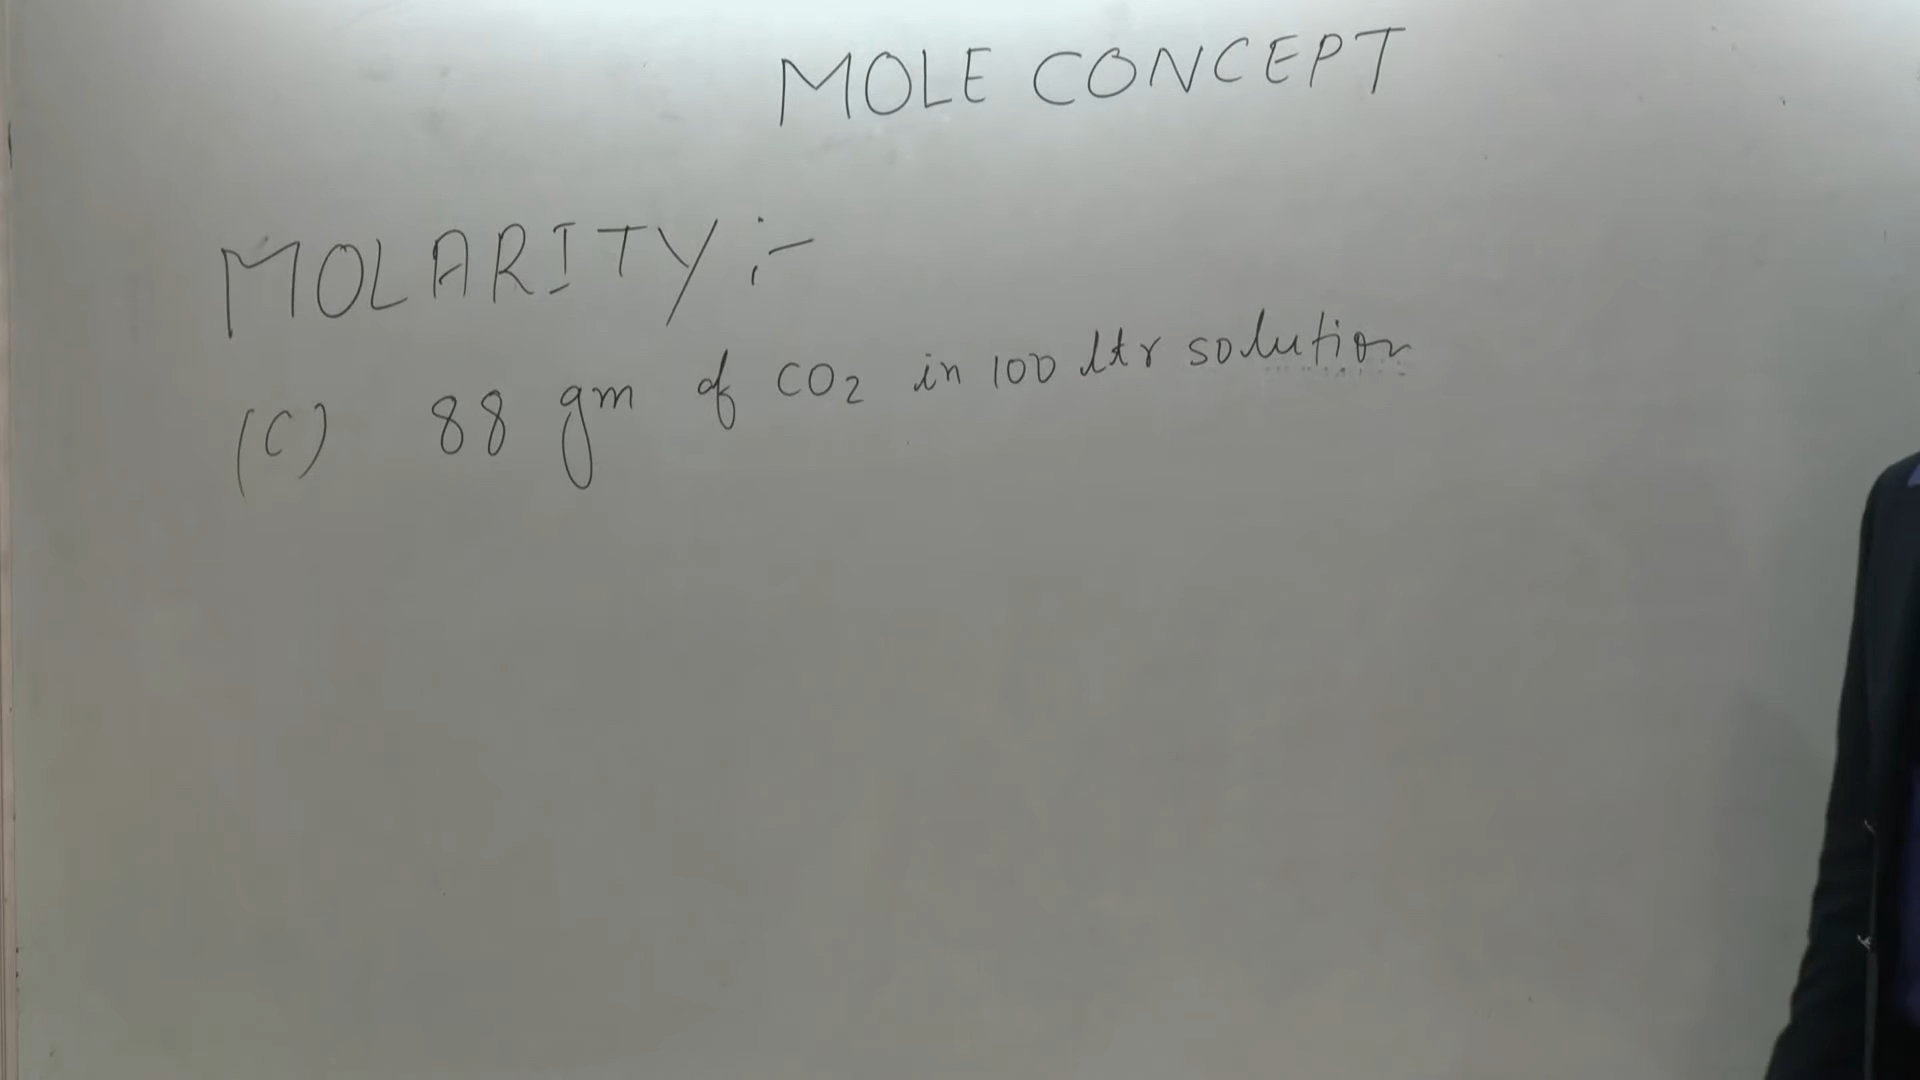 MOLE CONCEPT
MOLARITY :-
(C) 88 gm of CO2 in 100 ltr solution